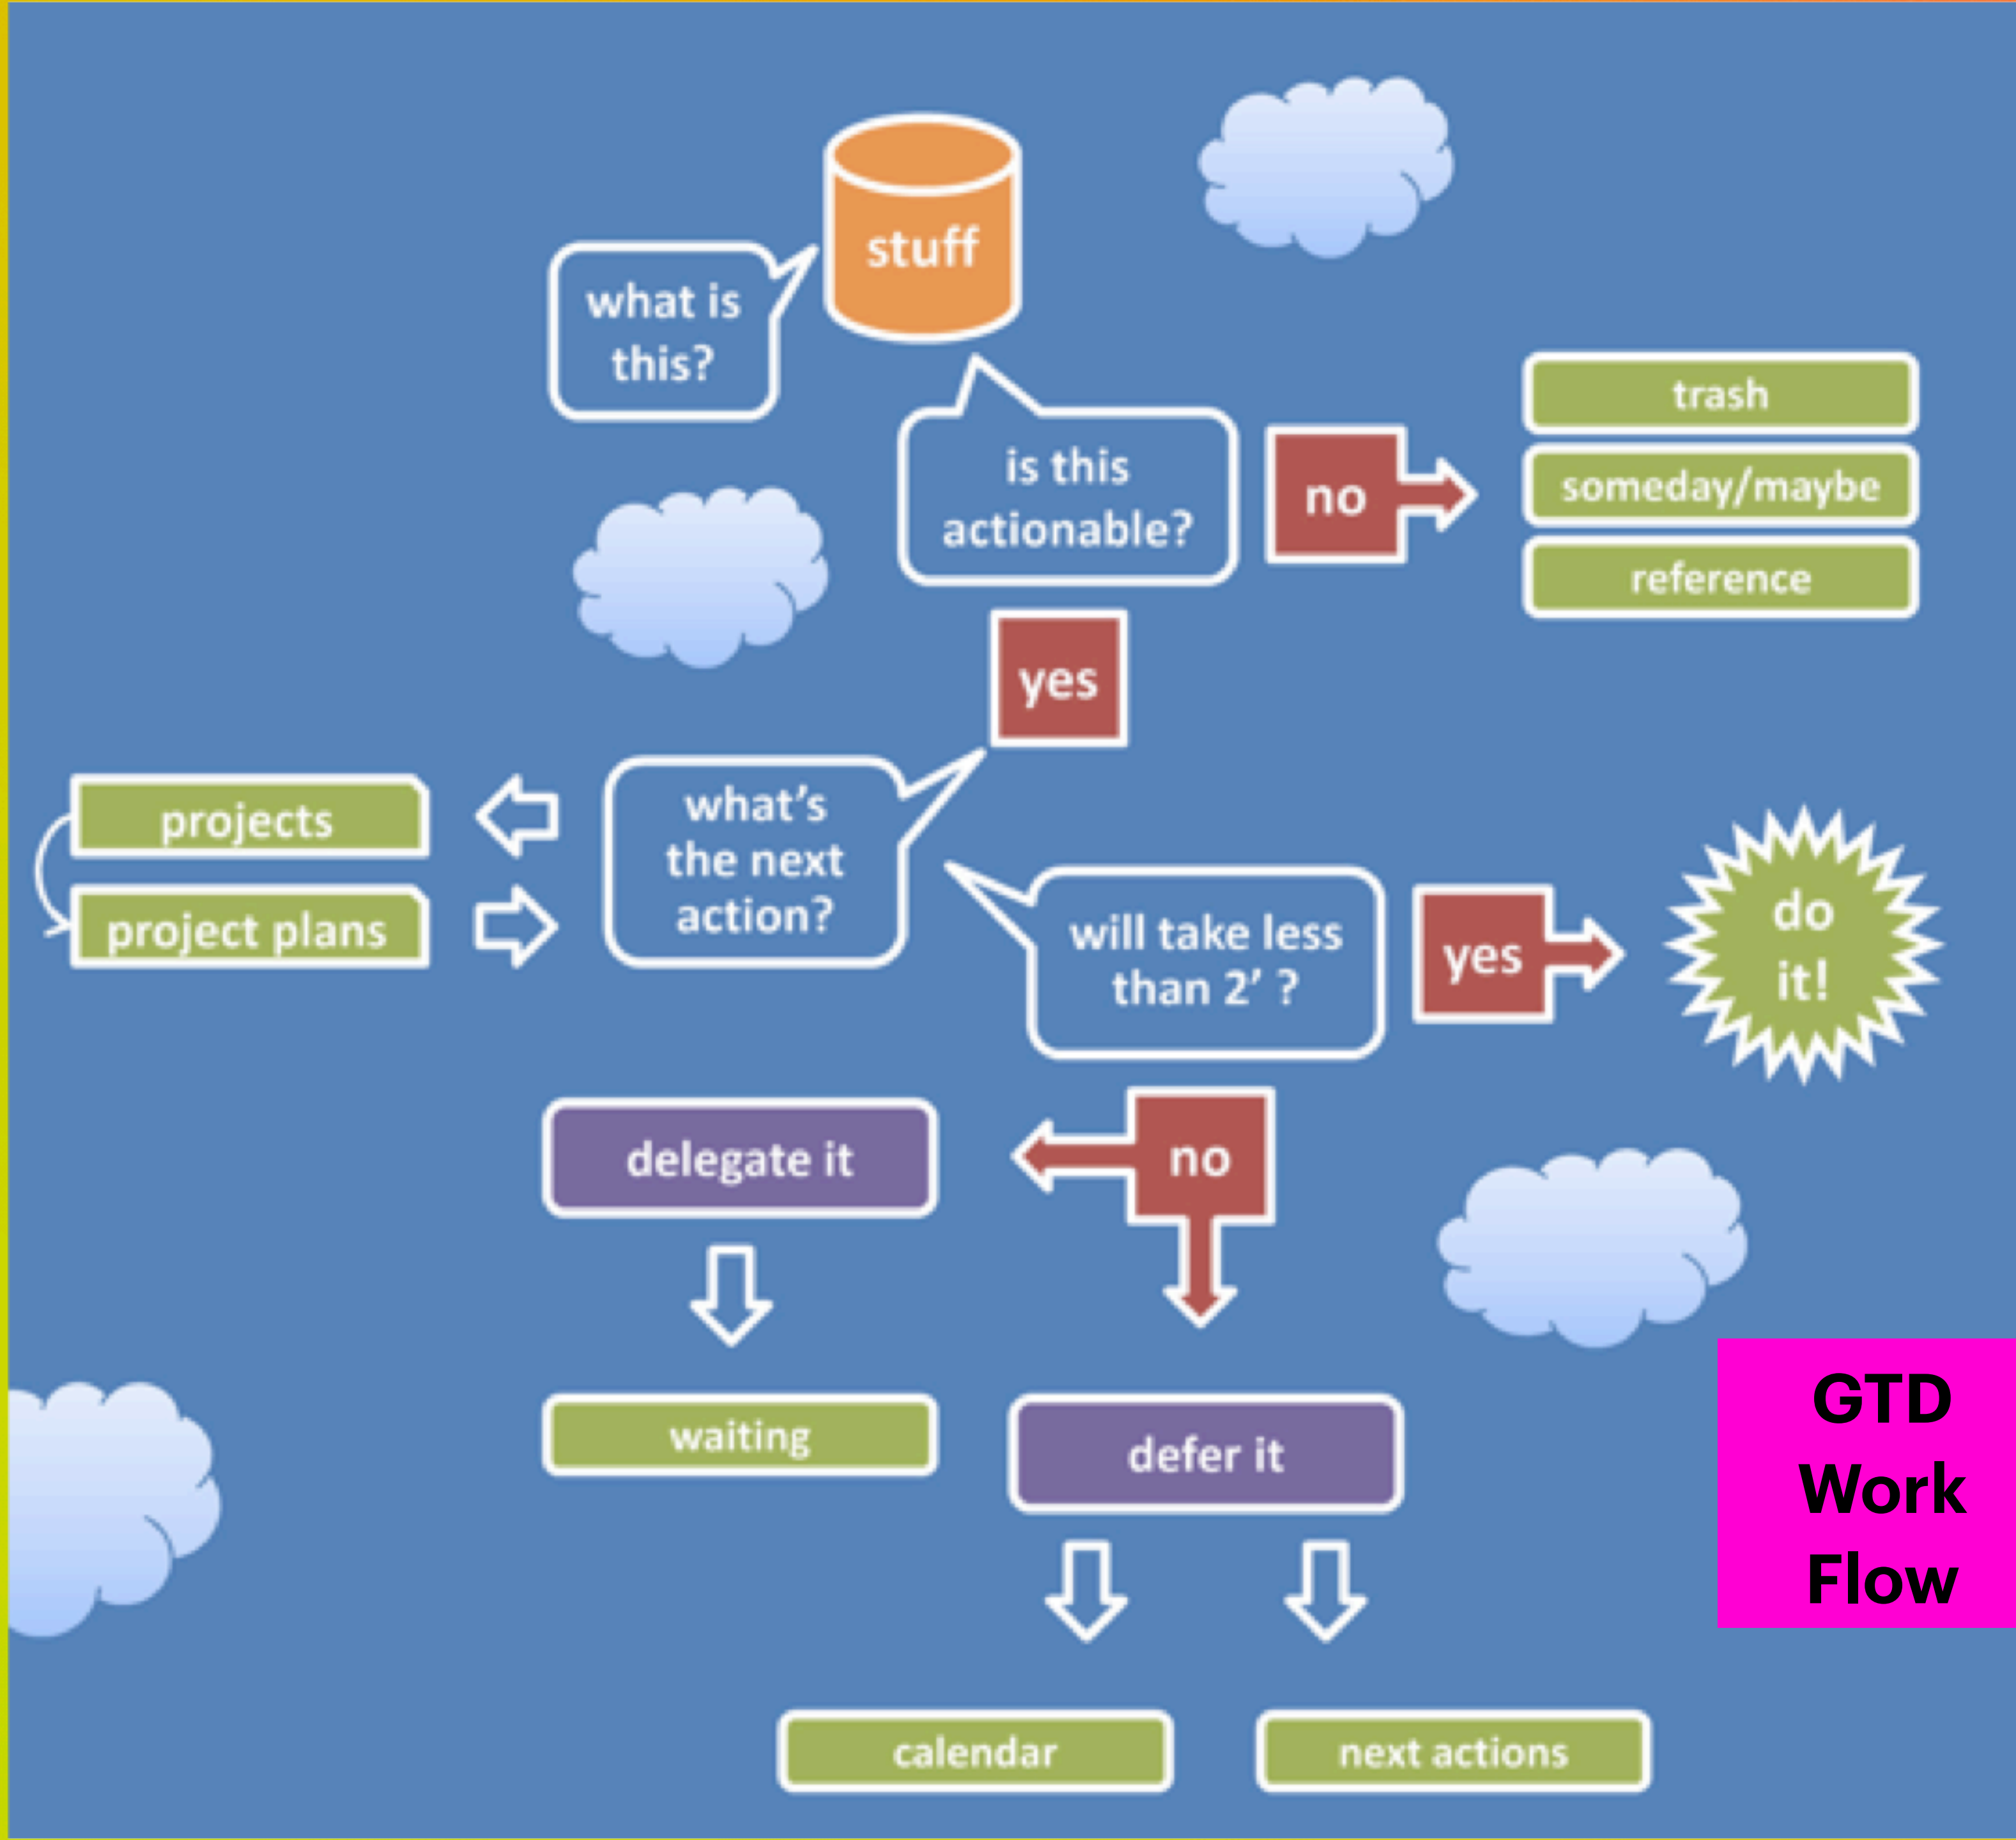 stuff
what is
this?
is this
actionable?
no
trash
someday/maybe
reference
yes
projects
project plans
what's
the next
action?
will take less
than 2' ?
yes
do
it!
delegate it
no
waiting
defer it
calendar
next actions
GTD
Work
Flow